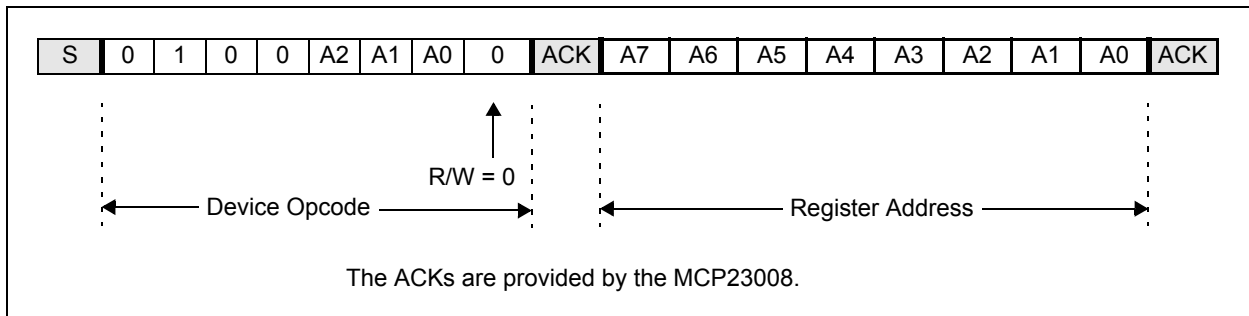 S 0 1 0 0 A2 A1 A0 0 ACK A7 A6 A5 A4 A3 A2 A1 A0 ACK
R/W = 0
Device Opcode Register Address
The ACKs are provided by the MCP23008.